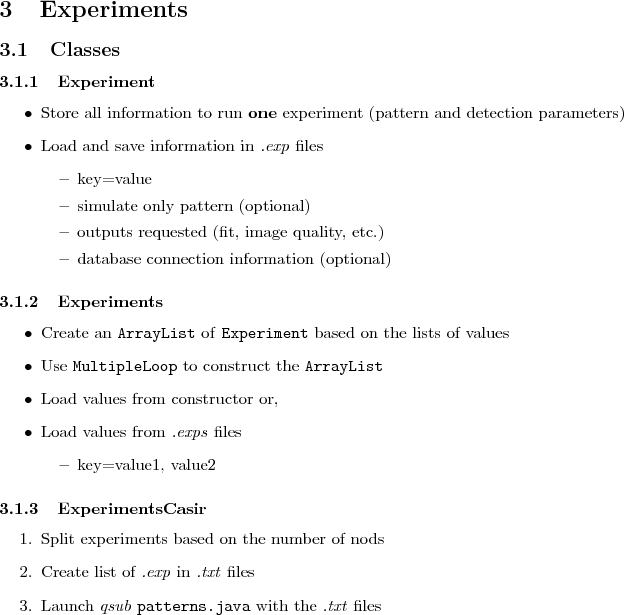 3 Experiments
3.1 Classes
3.1.1 Experiment
• Store all information to run one experiment (pattern and detection parameters)
• Load and save information in .exp files
– key=value
– simulate only pattern (optional)
– outputs requested (fit, image quality, etc.)
– database connection information (optional)
3.1.2 Experiments
• Create an ArrayList of Experiment based on the lists of values
• Use MultipleLoop to construct the ArrayList
• Load values from constructor or,
• Load values from .exps files
– key=value1, value2
3.1.3 ExperimentsCasir
1. Split experiments based on the number of nods
2. Create list of .exp in .txt files
3. Launch qsub patterns.java with the .txt files